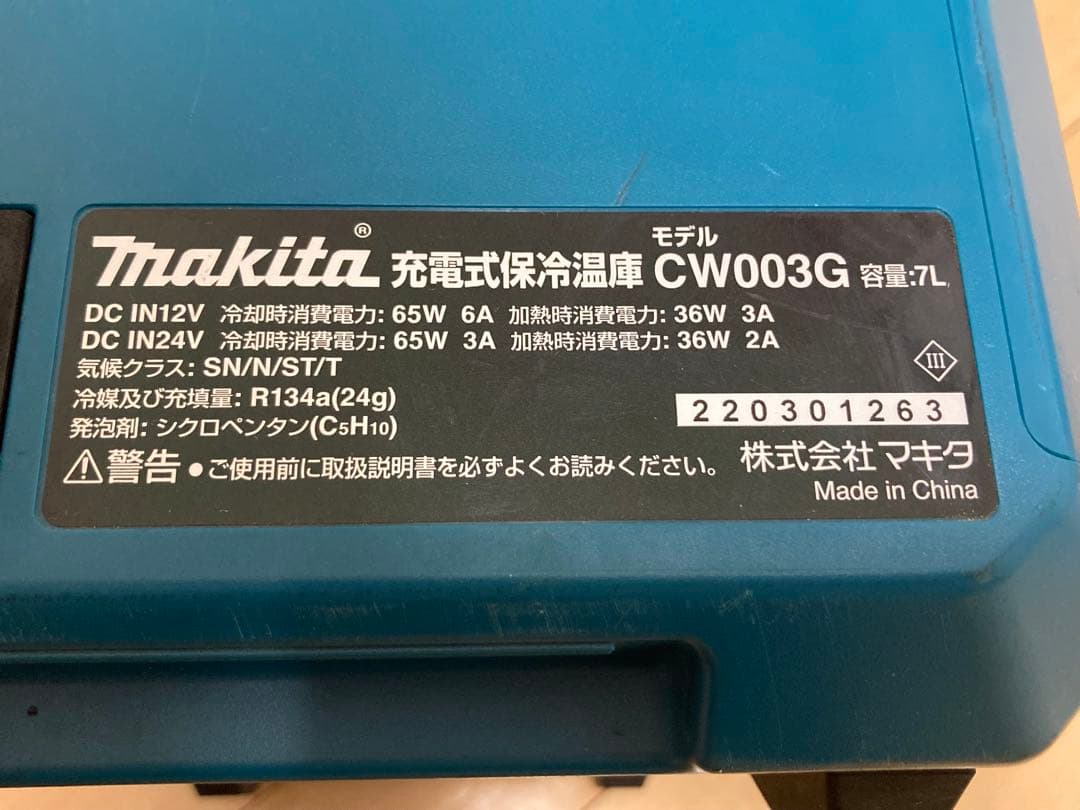 makita® 充電式保冷温庫 モデル CW003G 容量:7L
DC IN12V 冷却時消費電力: 65W 6A 加熱時消費電力: 36W 3A
DC IN24V 冷却時消費電力: 65W 3A 加熱時消費電力: 36W 2A
気候クラス: SN/N/ST/T
III
冷媒及び充填量: R134a(24g)
220301263
発泡剤: シクロペンタン(C₅H₁₀)
⚠警告 ●ご使用前に取扱説明書を必ずよくお読みください。
株式会社マキタ
Made in China